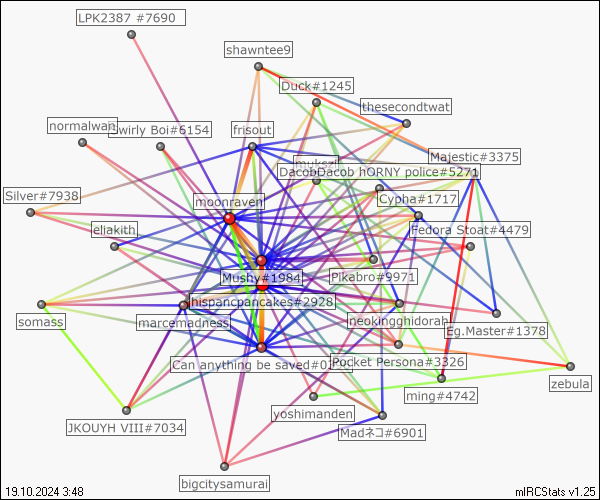 LPK2387 #7690
shawntee9
Duck#1245
thesecondtwat
normalwan
wirly Boi#6154
frisout
Majestic#3375
DacobDacob hORNY police#5271
Silver#7938
moonraven
Cypha#1717
eliakith
Fedora Stoat#4479
Mushy#1984
Pikabro#9971
hispancpancakes#2928
somass
marcemadness
neokingghidorah
Eg.Master#1378
Can anything be saved#0
Pocket Persona#3326
zebula
ming#4742
yoshimanden
JKOUYH VIII#7034
Madネコ#6901
bigcitysamurai
19.10.2024 3:48
mIRCStats v1.25